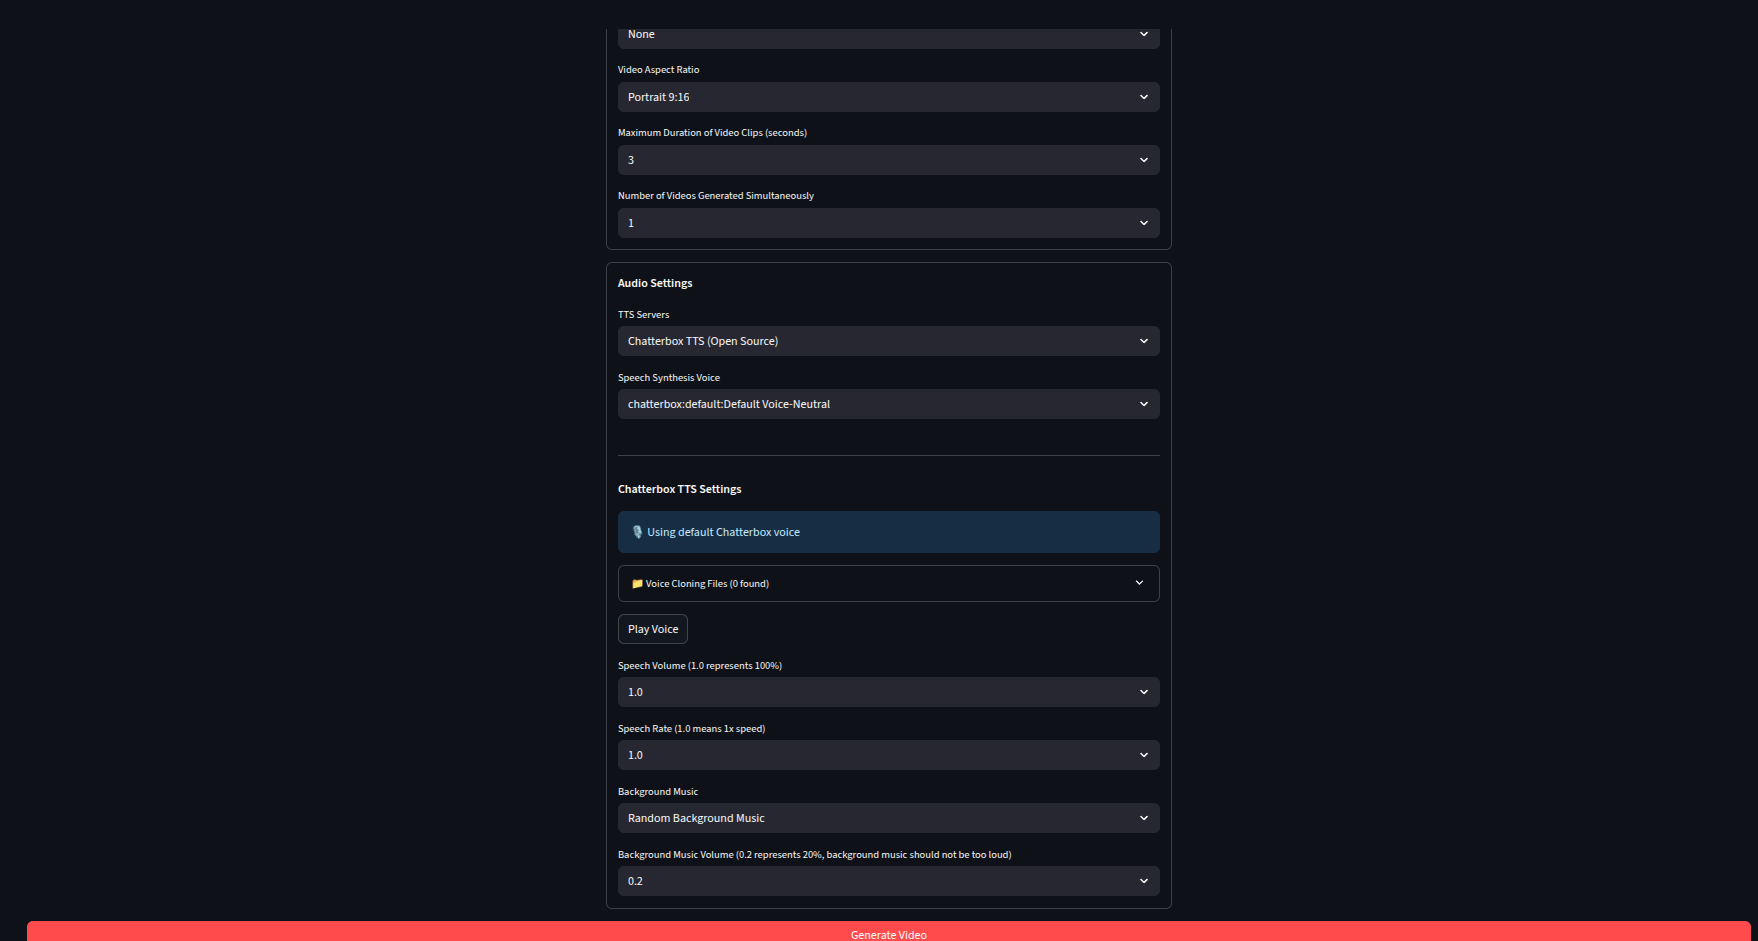 None
Video Aspect Ratio
Portrait 9:16
Maximum Duration of Video Clips (seconds)
3
Number of Videos Generated Simultaneously
1
Audio Settings
TTS Servers
Chatterbox TTS (Open Source)
Speech Synthesis Voice
chatterbox:default:Default Voice-Neutral
Chatterbox TTS Settings
🎙️ Using default Chatterbox voice
📁 Voice Cloning Files (0 found)
Play Voice
Speech Volume (1.0 represents 100%)
1.0
Speech Rate (1.0 means 1x speed)
1.0
Background Music
Random Background Music
Background Music Volume (0.2 represents 20%, background music should not be too loud)
0.2
Generate Video